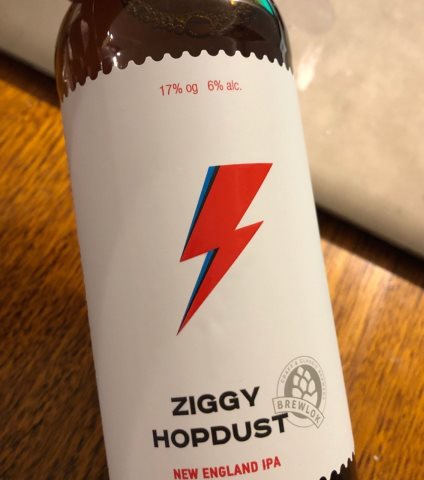 17% og 6% alc.
ZIGGY
HOPDUST
NEW ENGLAND IPA
BREWLOK